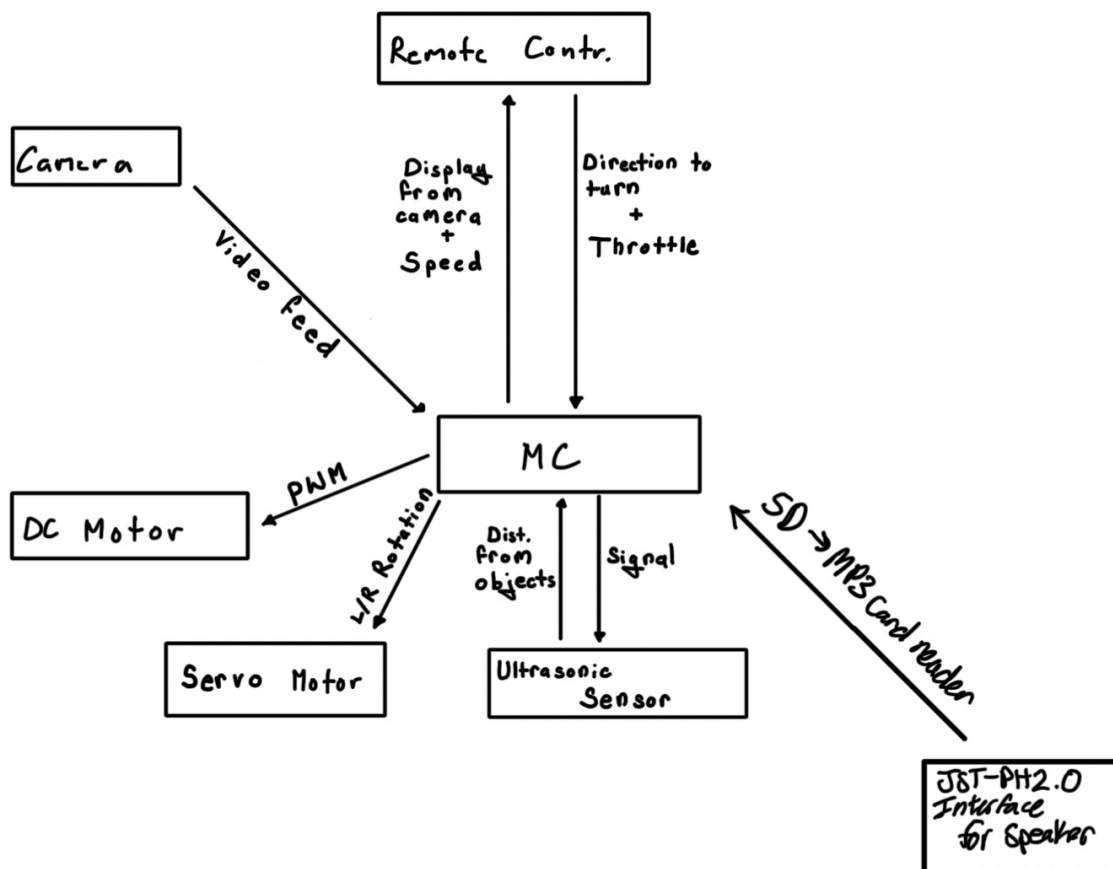 Remote Contr.
Camera
Display
from
camera
+
Speed
Direction to
turn
+
Throttle
Video feed
MC
PWM
DC Motor
L/R Rotation
Dist.
from
objects
Signal
SD → MP3 Card reader
Servo Motor
Ultrasonic
Sensor
JST-PH2.0
Interface
for Speaker